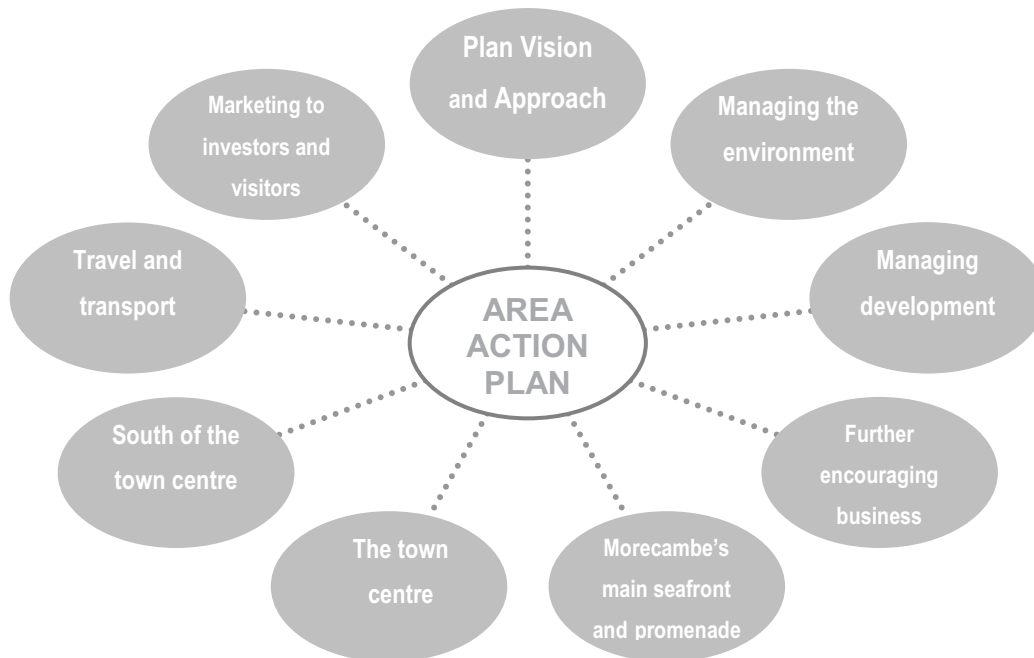 Plan Vision
and Approach
Managing the
environment
Managing
development
Further
encouraging
business
Morecambe’s
main seafront
and promenade
The town
centre
South of the
town centre
Travel and
transport
Marketing to
investors and
visitors
AREA
ACTION
PLAN